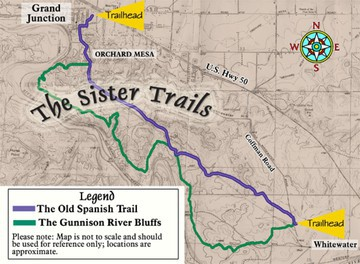 Grand
Junction
Trailhead
ORCHARD MESA
N
W E
S
U.S. Hwy 50
The Sister Trails
Coffman Road
Legend
The Old Spanish Trail
The Gunnison River Bluffs
Please note: Map is not to scale and should
be used for reference only; locations are
approximate.
Trailhead
Whitewater